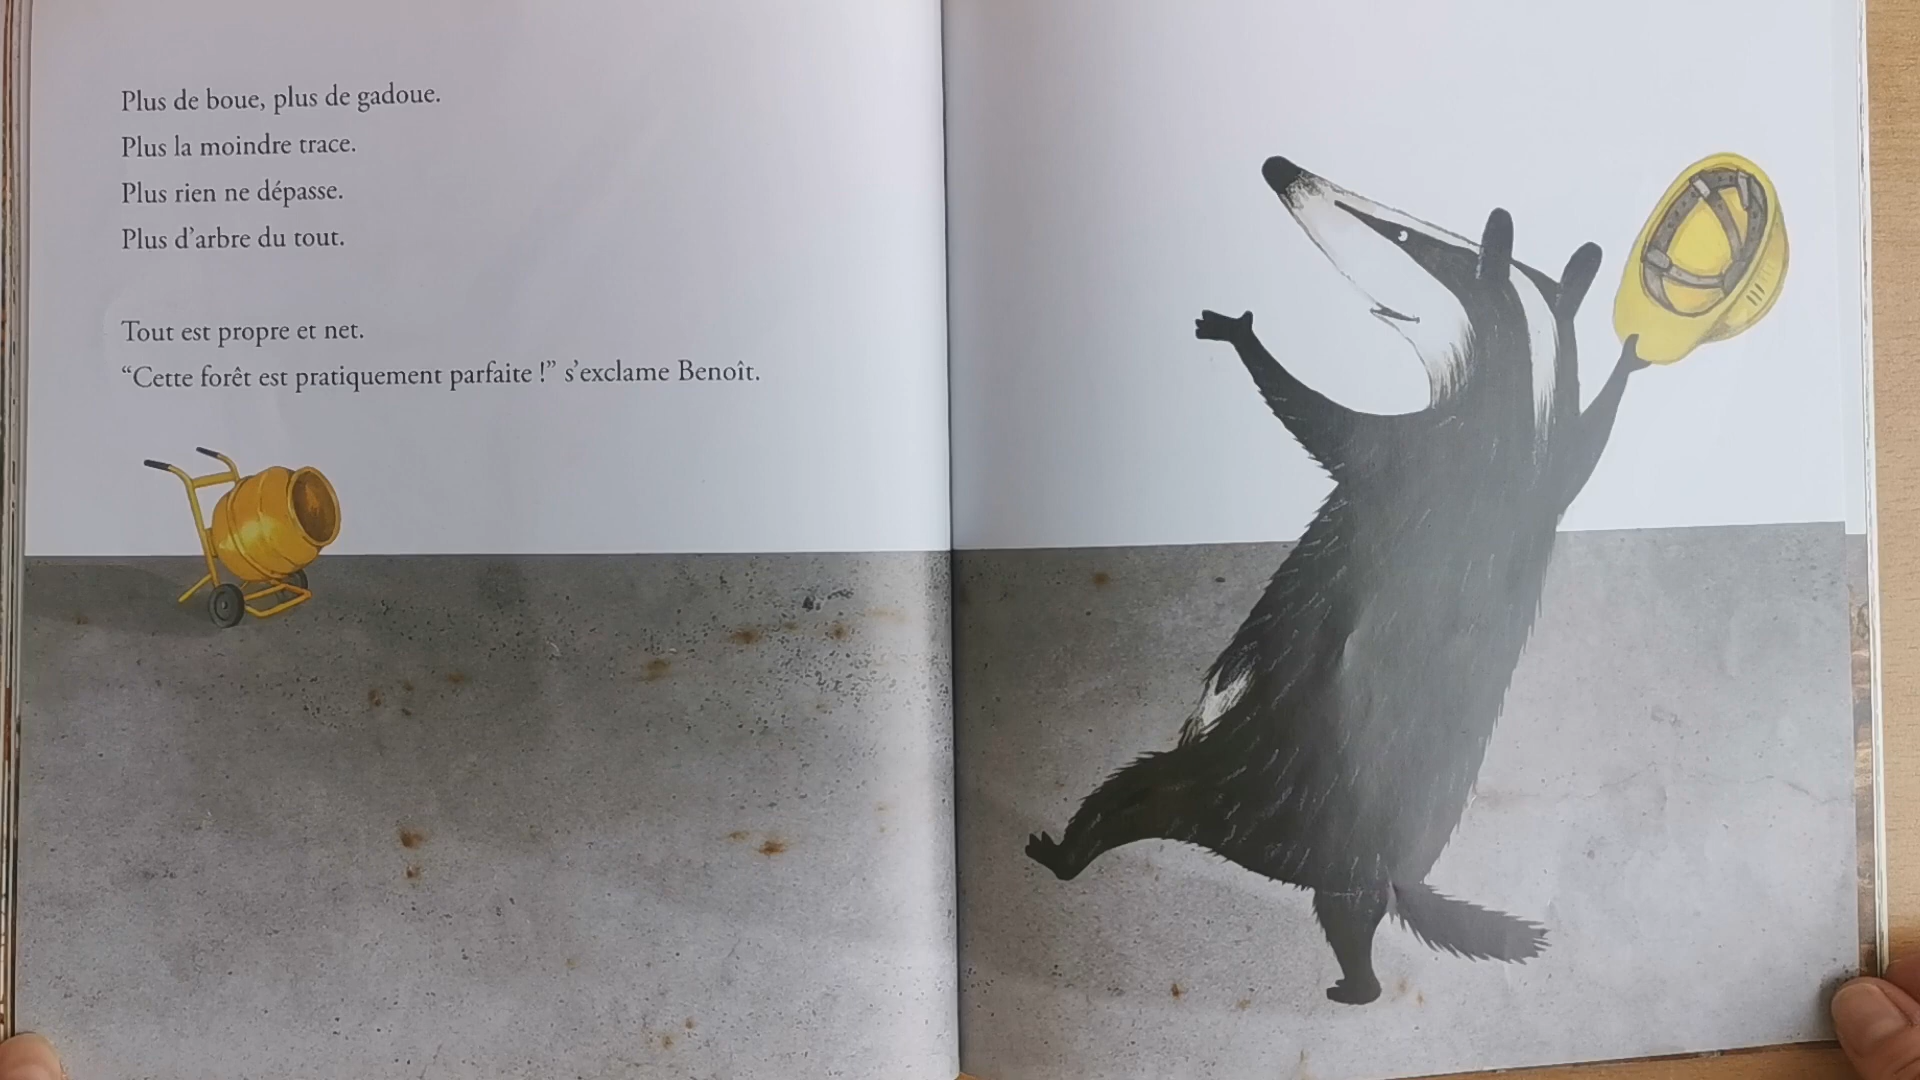 Plus de boue, plus de gadoue.
Plus la moindre trace.
Plus rien ne dépasse.
Plus d’arbre du tout.
Tout est propre et net.
“Cette forêt est pratiquement parfaite !” s’exclame Benoît.